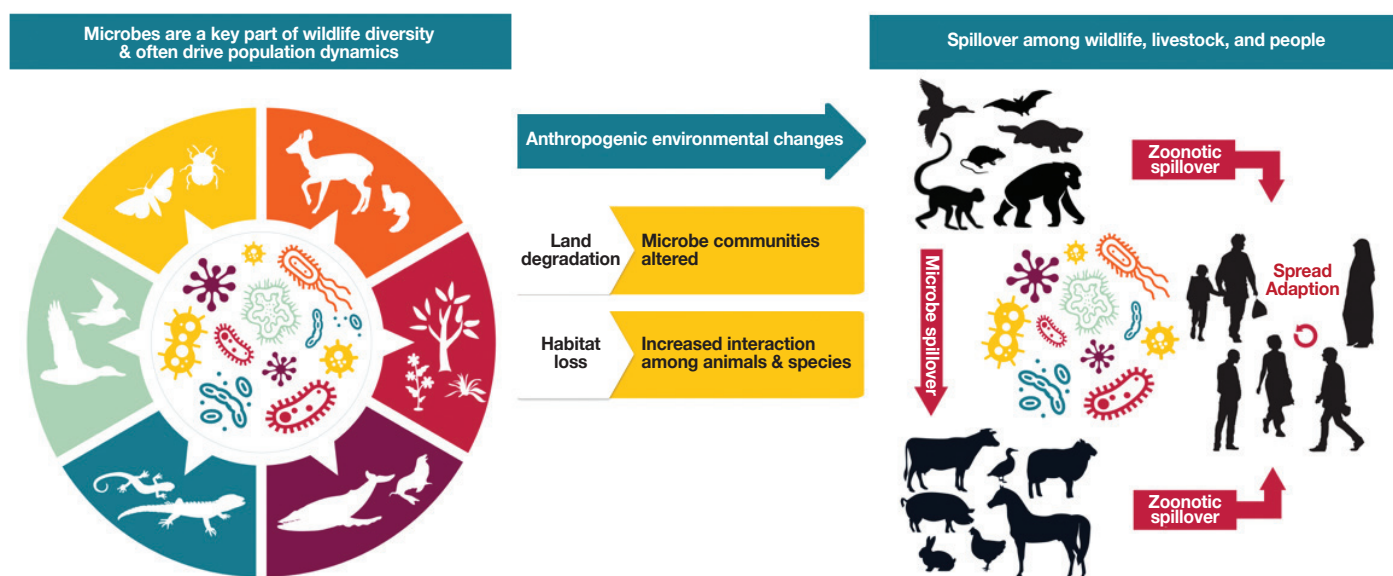 Microbes are a key part of wildlife diversity
& often drive population dynamics
Anthropogenic environmental changes
Land
degradation
Microbe communities
altered
Habitat
loss
Increased interaction
among animals & species
Spillover among wildlife, livestock, and people
Zoonotic
spillover
Microbe spillover
Spread
Adaption
Zoonotic
spillover